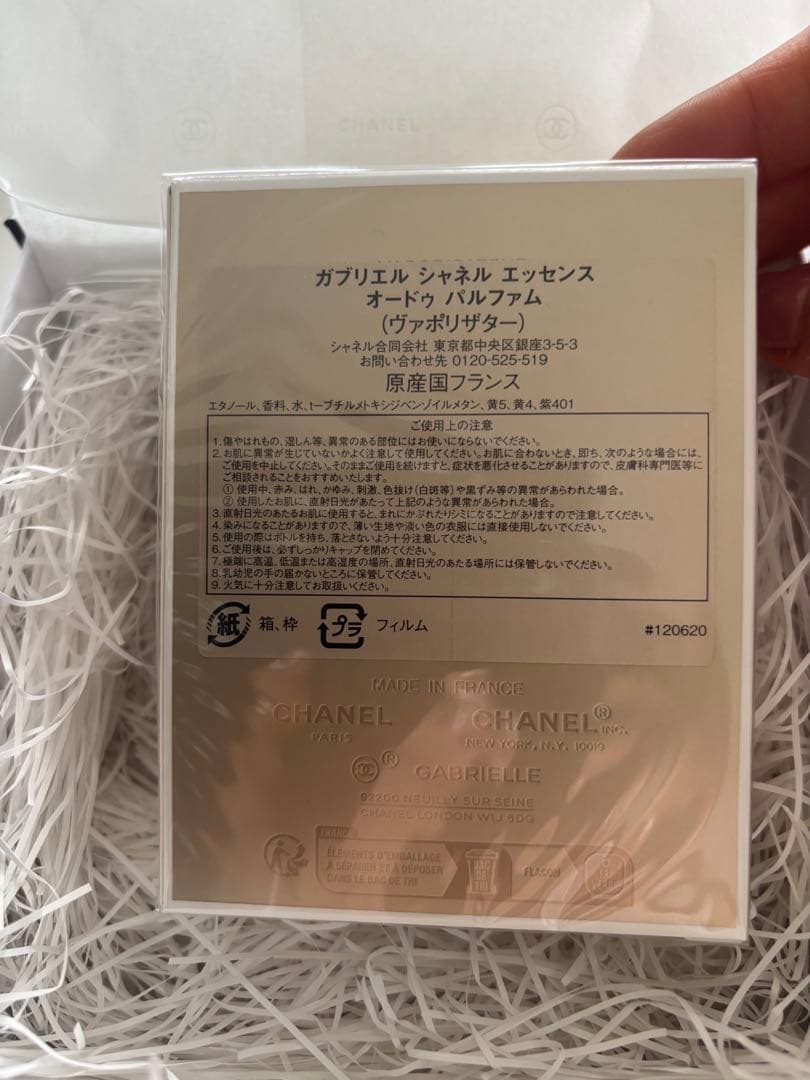 CHANEL
ガブリエル シャネル エッセンス
オードゥ パルファム
(ヴァポリザター)
シャネル合同会社 東京都中央区銀座3-5-3
お問い合わせ先 0120-525-519
原産国フランス
エタノール、香料、水、t-ブチルメトキシジベンゾイルメタン、黄5、黄4、紫401
ご使用上の注意
1. 傷やはれもの、湿しん等、異常のある部位にはお使いにならないでください。
2. お肌に異常が生じていないかよく注意して使用してください。お肌に合わないとき、即ち、次のような場合には、
ご使用を中止してください。そのままご使用を続けますと、症状を悪化させることがありますので、皮膚科専門医等に
ご相談されることをおすすめいたします。
① 使用中、赤み、はれ、かゆみ、刺激、色抜け(白斑等)や黒ずみ等の異常があらわれた場合。
② 使用したお肌に、直射日光があたって上記のような異常があらわれた場合。
3. 直射日光のあたるお肌に使用すると、まれにかぶれたりシミになることがありますので注意してください。
4. 染みになることがありますので、薄い生地や淡い色の衣服には直接使用しないでください。
5. 使用の際はボトルを持ち、落とさないよう十分注意してください。
6. ご使用後は、必ずしっかりキャップを閉めてください。
7. 極端に高温、低温または高湿度の場所、直射日光のあたる場所には保管しないでください。
8. 乳幼児の手の届かないところに保管してください。
9. 火気に十分注意してお取扱いください。
紙 箱、枠 プラ フィルム #120620
MADE IN FRANCE
CHANEL CHANEL® INC.
PARIS NEW YORK, N.Y. 10019
® GABRIELLE
92200 NEUILLY SUR SEINE
CHANEL LONDON W1J 6DG
FRANCE
ÉLÉMENTS D'EMBALLAGE
À SÉPARER ET À DÉPOSER
DANS LE BAC DE TRI
BAC
DE
TRI
FLACON